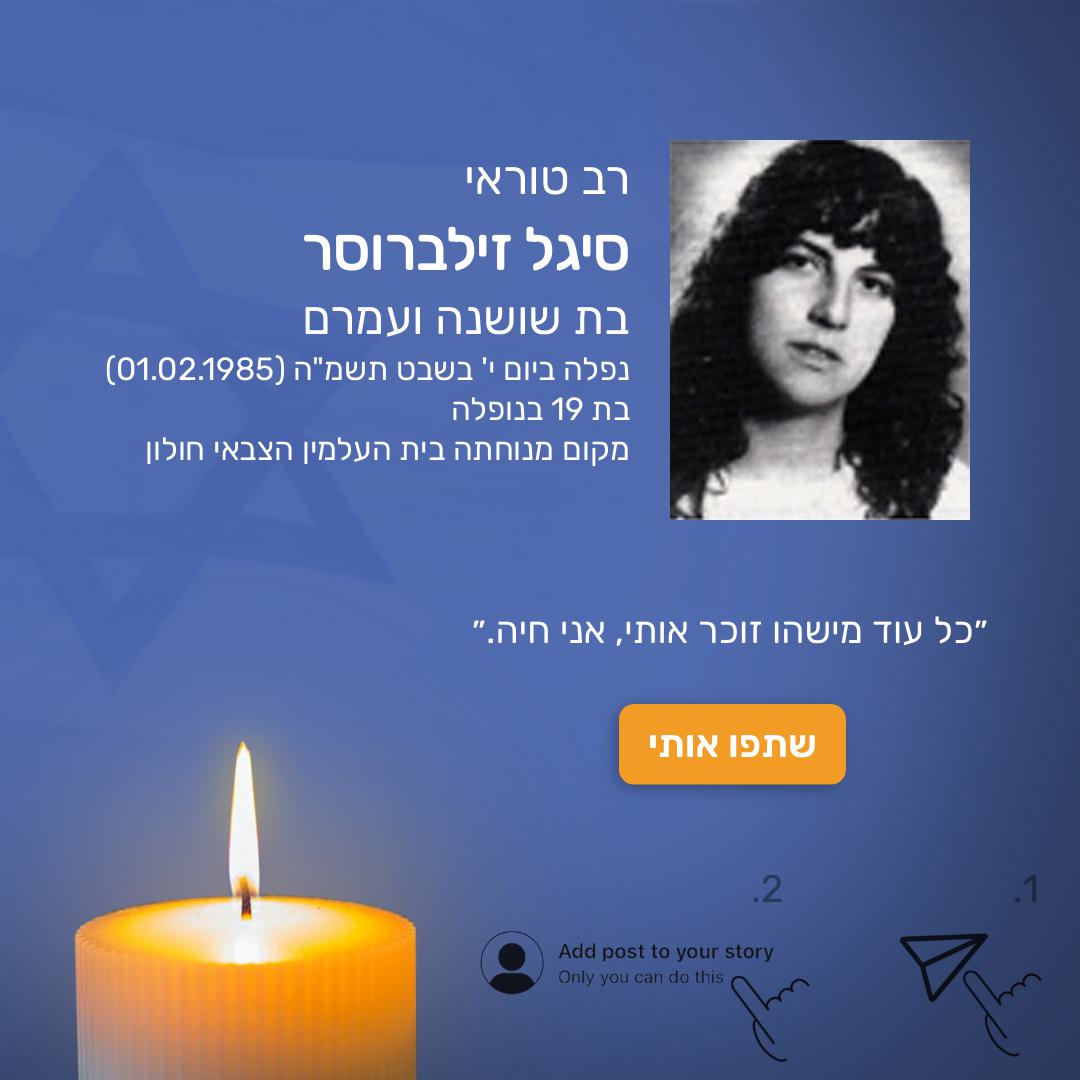 רב טוראי
סיגל זילברוסר
בת שושנה ועמרם
נפלה ביום י' בשבט תשמ"ה (01.02.1985)
בת 19 בנופלה
מקום מנוחתה בית העלמין הצבאי חולון
״כל עוד מישהו זוכר אותי, אני חיה.״
שתפו אותי
.1
.2
Add post to your story
Only you can do this